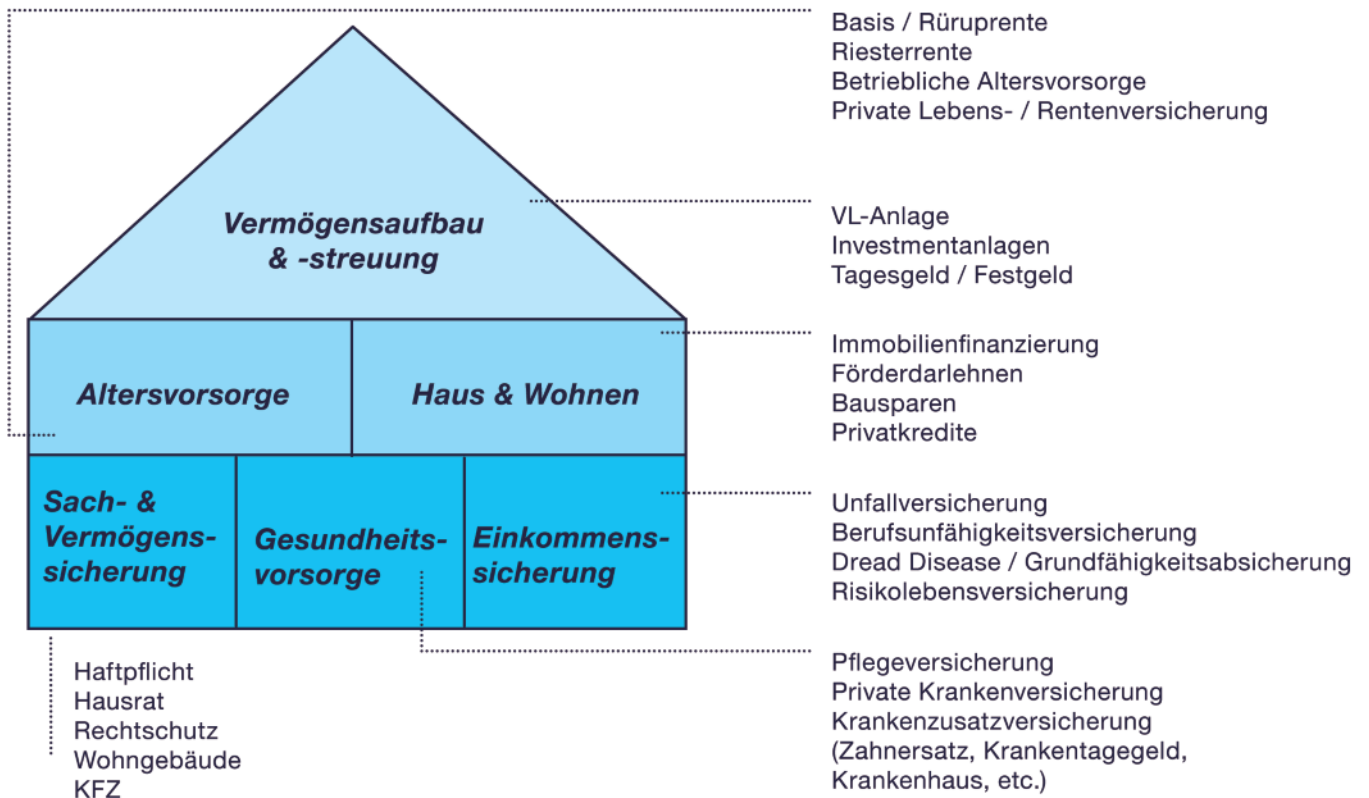 Basis / Rüruprente
Riesterrente
Betriebliche Altersvorsorge
Private Lebens- / Rentenversicherung
Vermögensaufbau
& -streuung
VL-Anlage
Investmentanlagen
Tagesgeld / Festgeld
Altersvorsorge
Haus & Wohnen
Immobilienfinanzierung
Förderdarlehnen
Bausparen
Privatkredite
Sach- &
Vermögens-
sicherung
Gesundheits-
vorsorge
Einkommens-
sicherung
Unfallversicherung
Berufsunfähigkeitsversicherung
Dread Disease / Grundfähigkeitsabsicherung
Risikolebensversicherung
Haftpflicht
Hausrat
Rechtschutz
Wohngebäude
KFZ
Pflegeversicherung
Private Krankenversicherung
Krankenzusatzversicherung
(Zahnersatz, Krankentagegeld,
Krankenhaus, etc.)